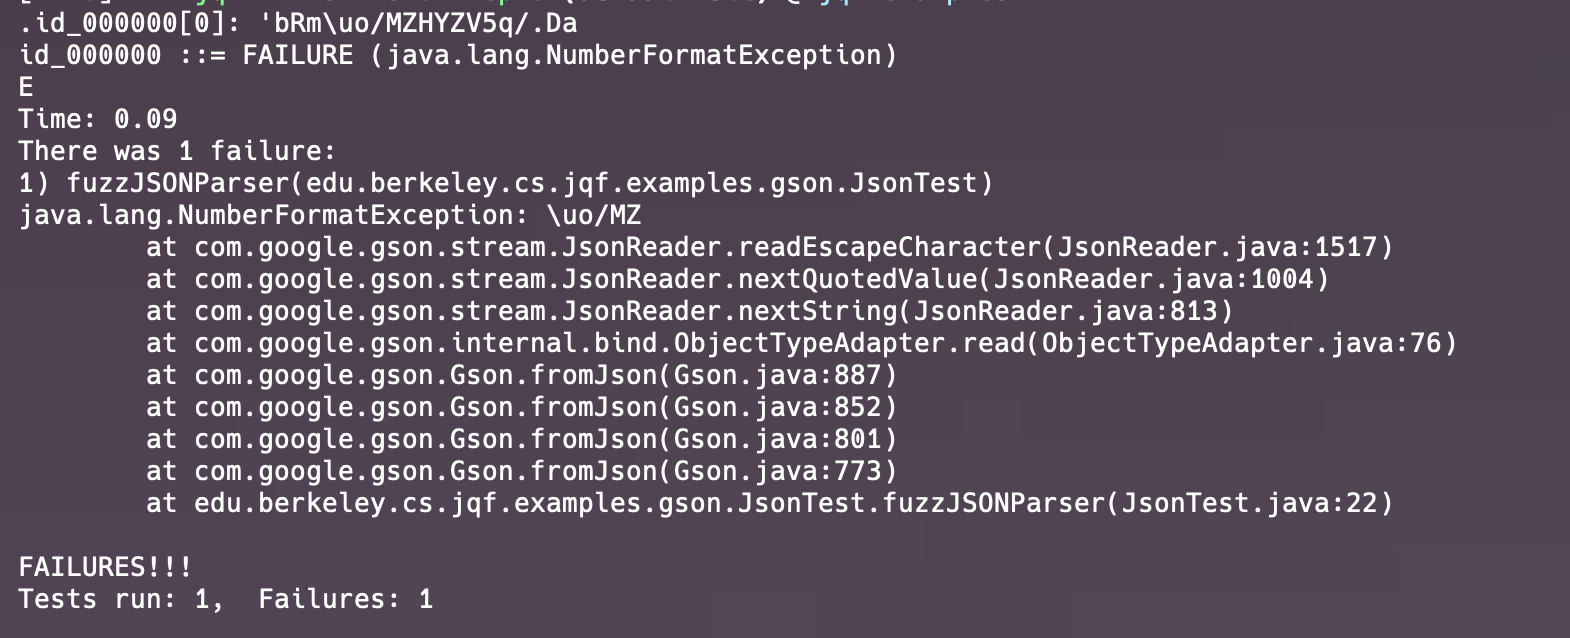 .id_000000[0]: 'bRm\uo/MZHYZV5q/.Da
id_000000 ::= FAILURE (java.lang.NumberFormatException)
E
Time: 0.09
There was 1 failure:
1) fuzzJSONParser(edu.berkeley.cs.jqf.examples.gson.JsonTest)
java.lang.NumberFormatException: \uo/MZ
        at com.google.gson.stream.JsonReader.readEscapeCharacter(JsonReader.java:1517)
        at com.google.gson.stream.JsonReader.nextQuotedValue(JsonReader.java:1004)
        at com.google.gson.stream.JsonReader.nextString(JsonReader.java:813)
        at com.google.gson.internal.bind.ObjectTypeAdapter.read(ObjectTypeAdapter.java:76)
        at com.google.gson.Gson.fromJson(Gson.java:887)
        at com.google.gson.Gson.fromJson(Gson.java:852)
        at com.google.gson.Gson.fromJson(Gson.java:801)
        at com.google.gson.Gson.fromJson(Gson.java:773)
        at edu.berkeley.cs.jqf.examples.gson.JsonTest.fuzzJSONParser(JsonTest.java:22)
FAILURES!!!
Tests run: 1,  Failures: 1